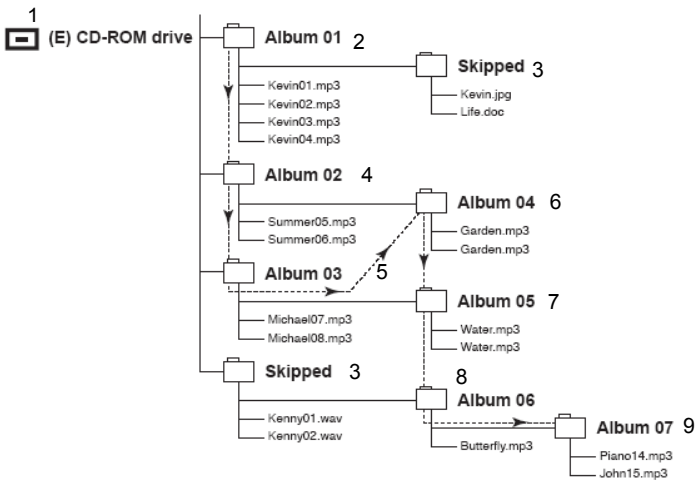 1
(E) CD-ROM drive
Album 01 2
Skipped 3
Kevin01.mp3
Kevin02.mp3
Kevin03.mp3
Kevin04.mp3
Kevin.jpg
Life.doc
Album 02 4
Album 04 6
Summer05.mp3
Summer06.mp3
Garden.mp3
Garden.mp3
Album 03 5
Album 05 7
Michael07.mp3
Michael08.mp3
Water.mp3
Water.mp3
Skipped 3
8
Album 06
Kenny01.wav
Kenny02.wav
Butterfly.mp3
Album 07 9
Piano14.mp3
John15.mp3